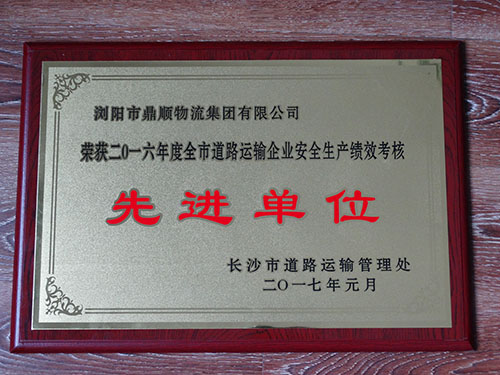 浏阳市鼎顺物流集团有限公司
荣获二〇一六年度全市道路运输企业安全生产绩效考核
先进单位
长沙市道路运输管理处
二〇一七年元月